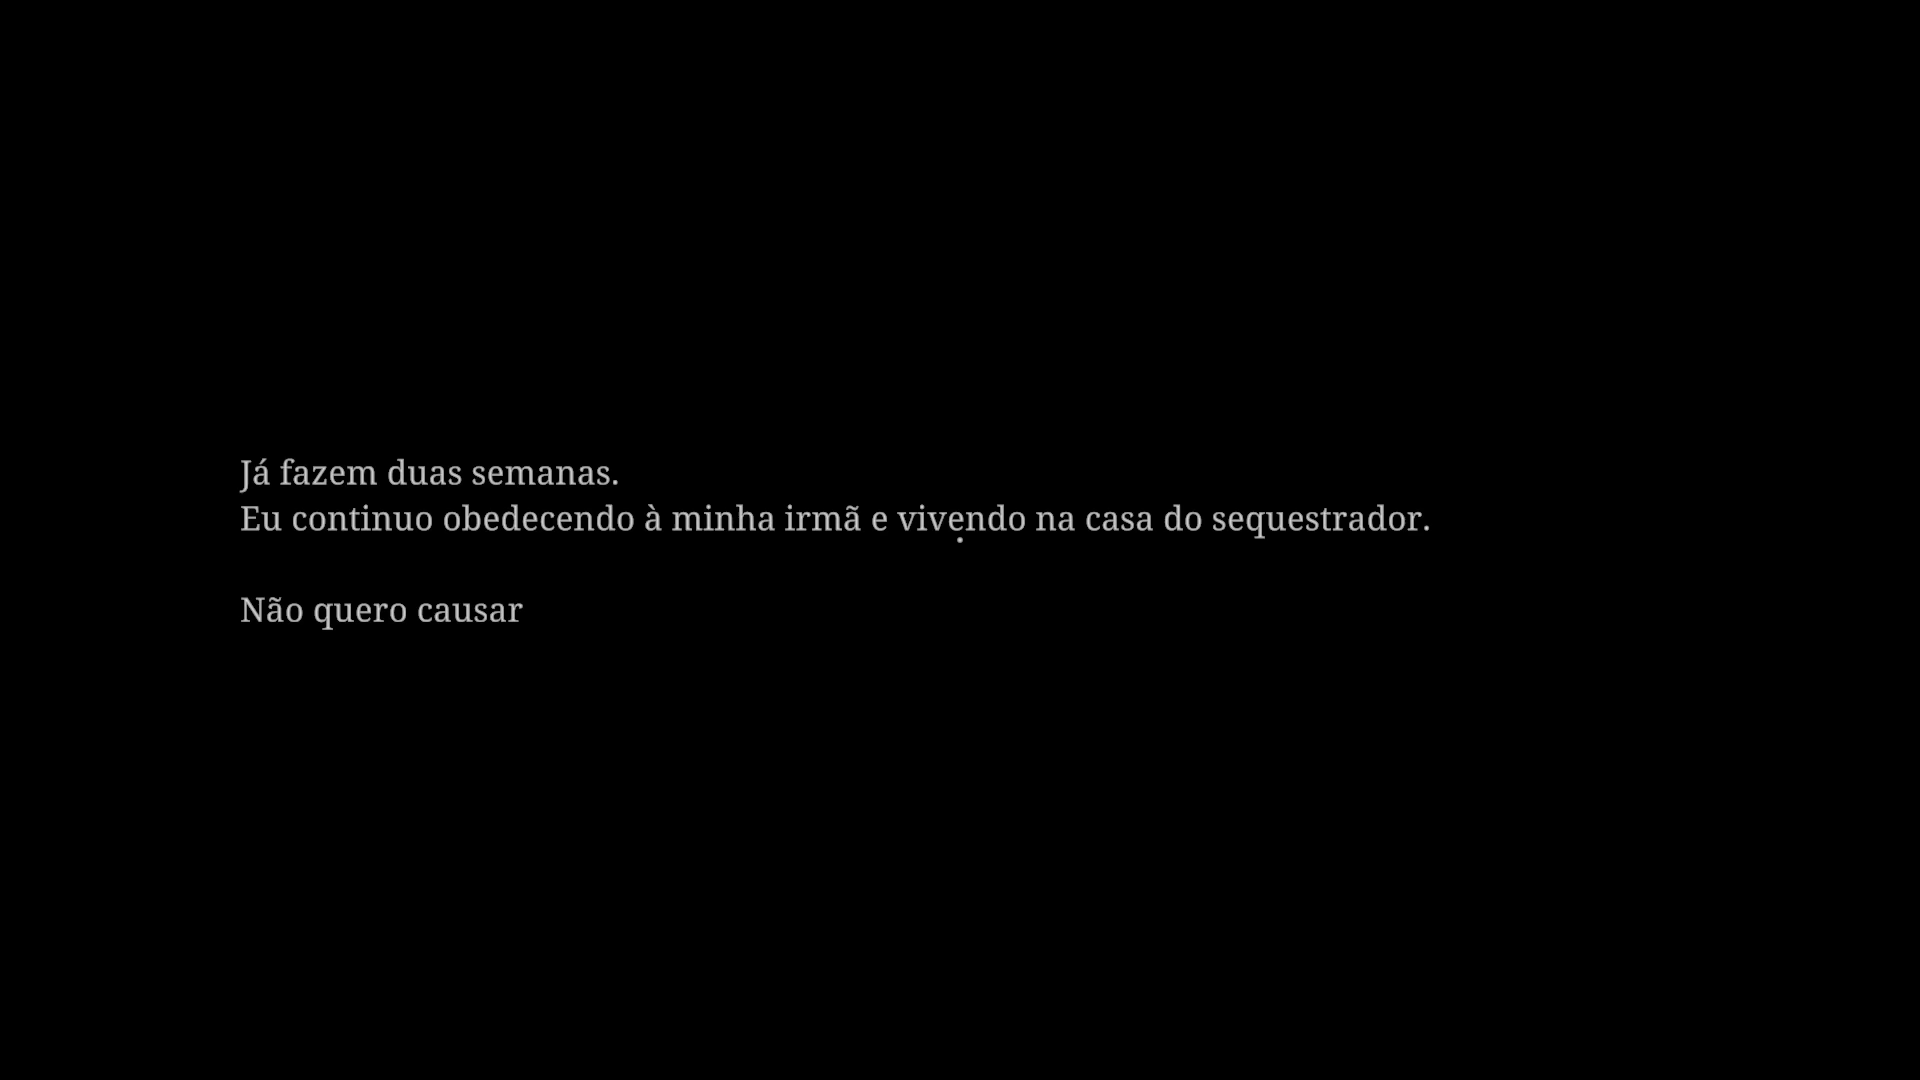 Já fazem duas semanas.
Eu continuo obedecendo à minha irmã e vivendo na casa do sequestrador.
Não quero causar